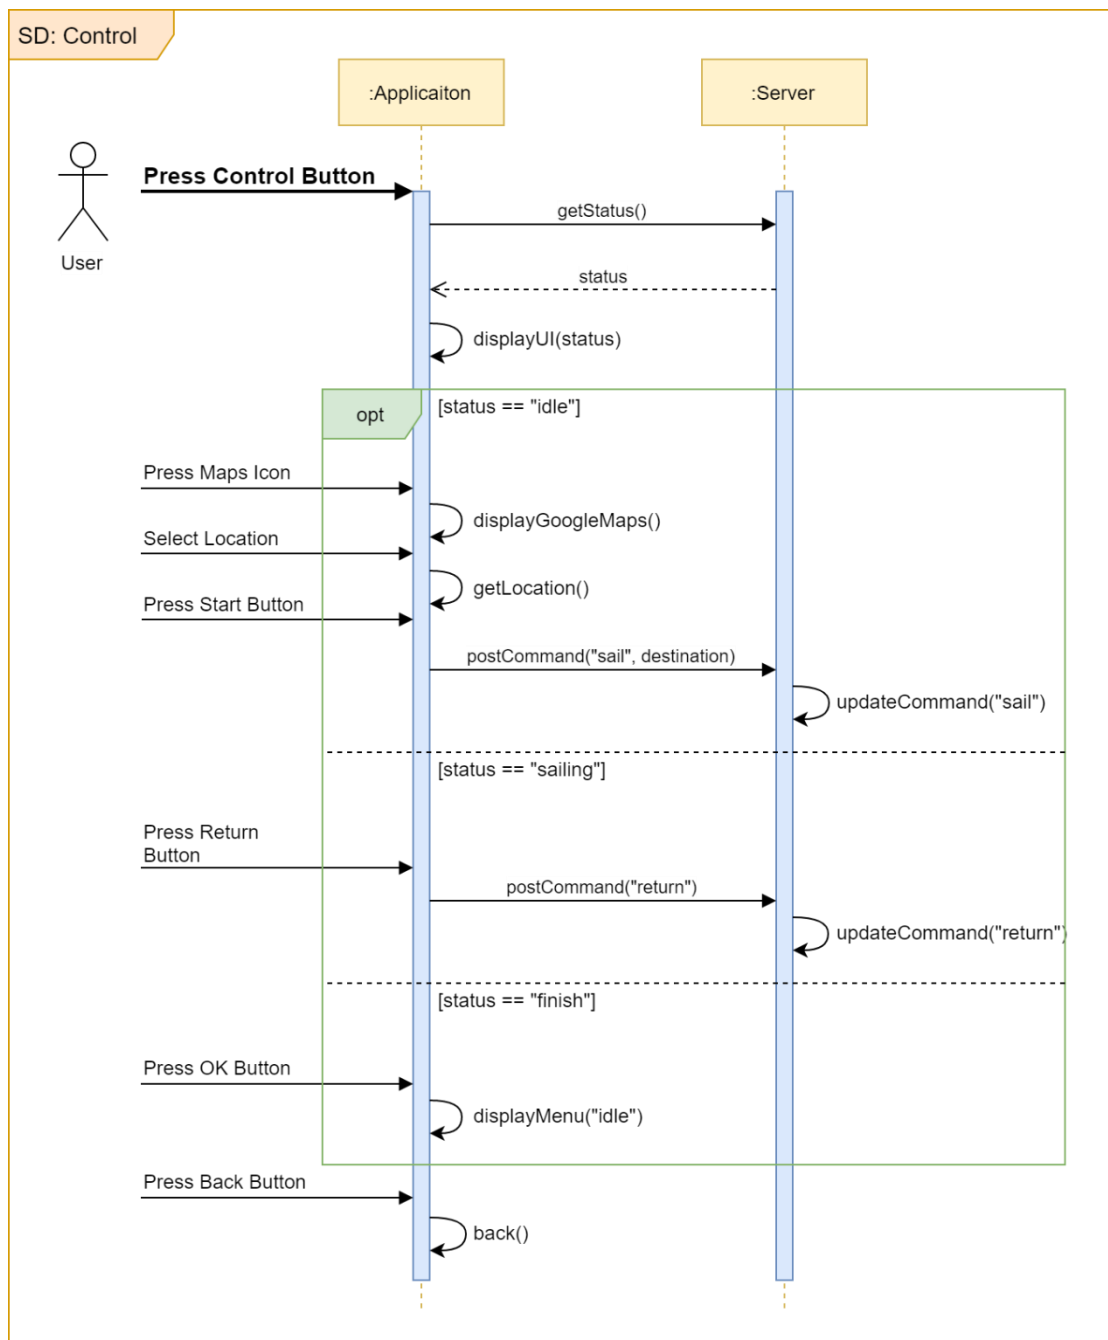 SD: Control
:Applicaiton
:Server
Press Control Button
User
getStatus()
status
displayUI(status)
opt
[status == "idle"]
Press Maps Icon
displayGoogleMaps()
Select Location
getLocation()
Press Start Button
postCommand("sail", destination)
updateCommand("sail")
[status == "sailing"]
Press Return
Button
postCommand("return")
updateCommand("return")
[status == "finish"]
Press OK Button
displayMenu("idle")
Press Back Button
back()